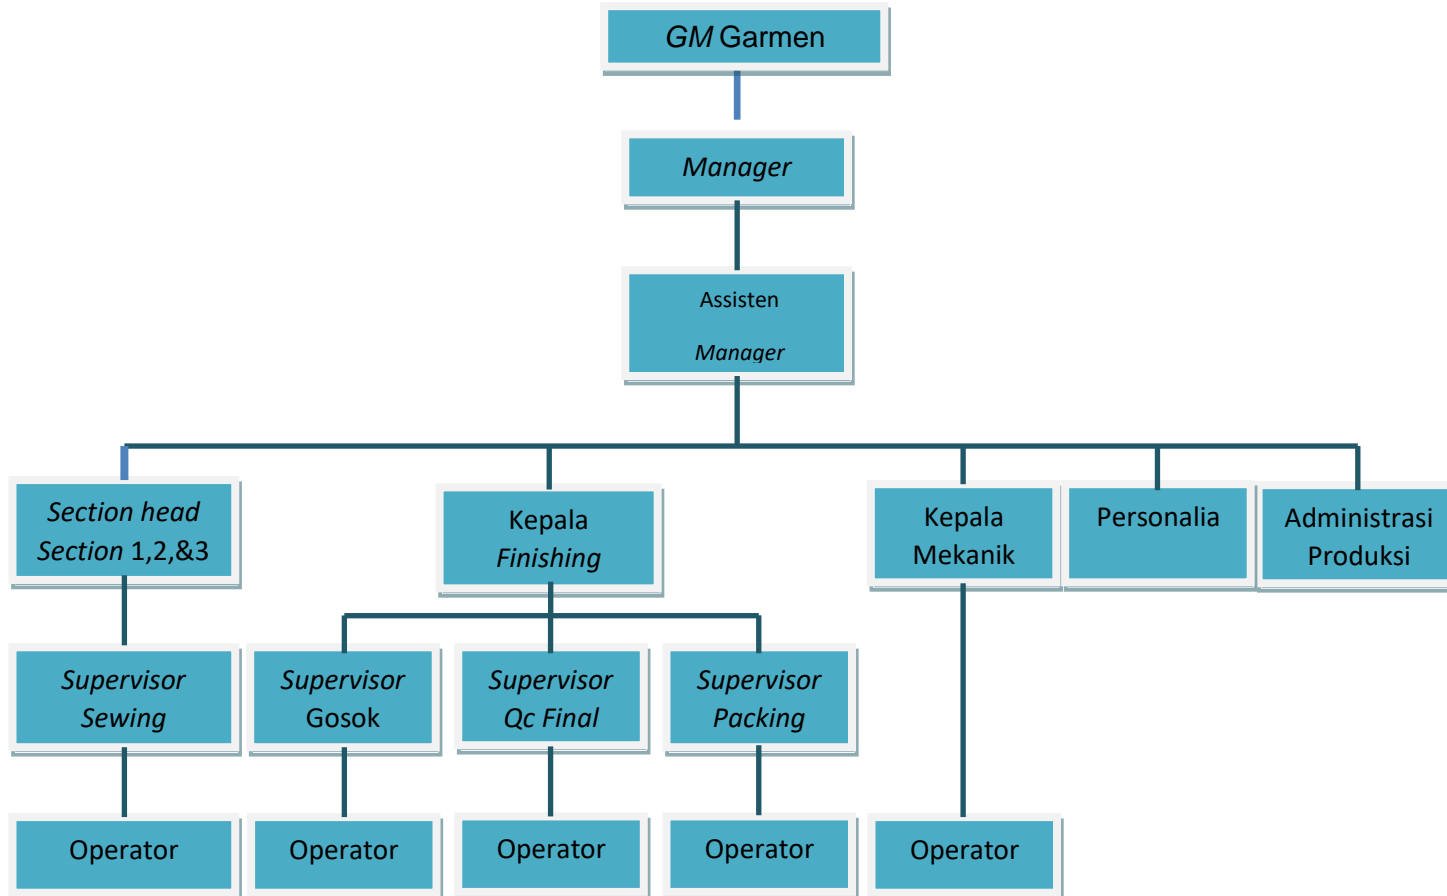 GM Garmen
Manager
Assisten
Manager
Section head
Section 1,2,&3
Kepala
Finishing
Kepala
Mekanik
Personalia
Administrasi
Produksi
Supervisor
Sewing
Supervisor
Gosok
Supervisor
Qc Final
Supervisor
Packing
Operator
Operator
Operator
Operator
Operator